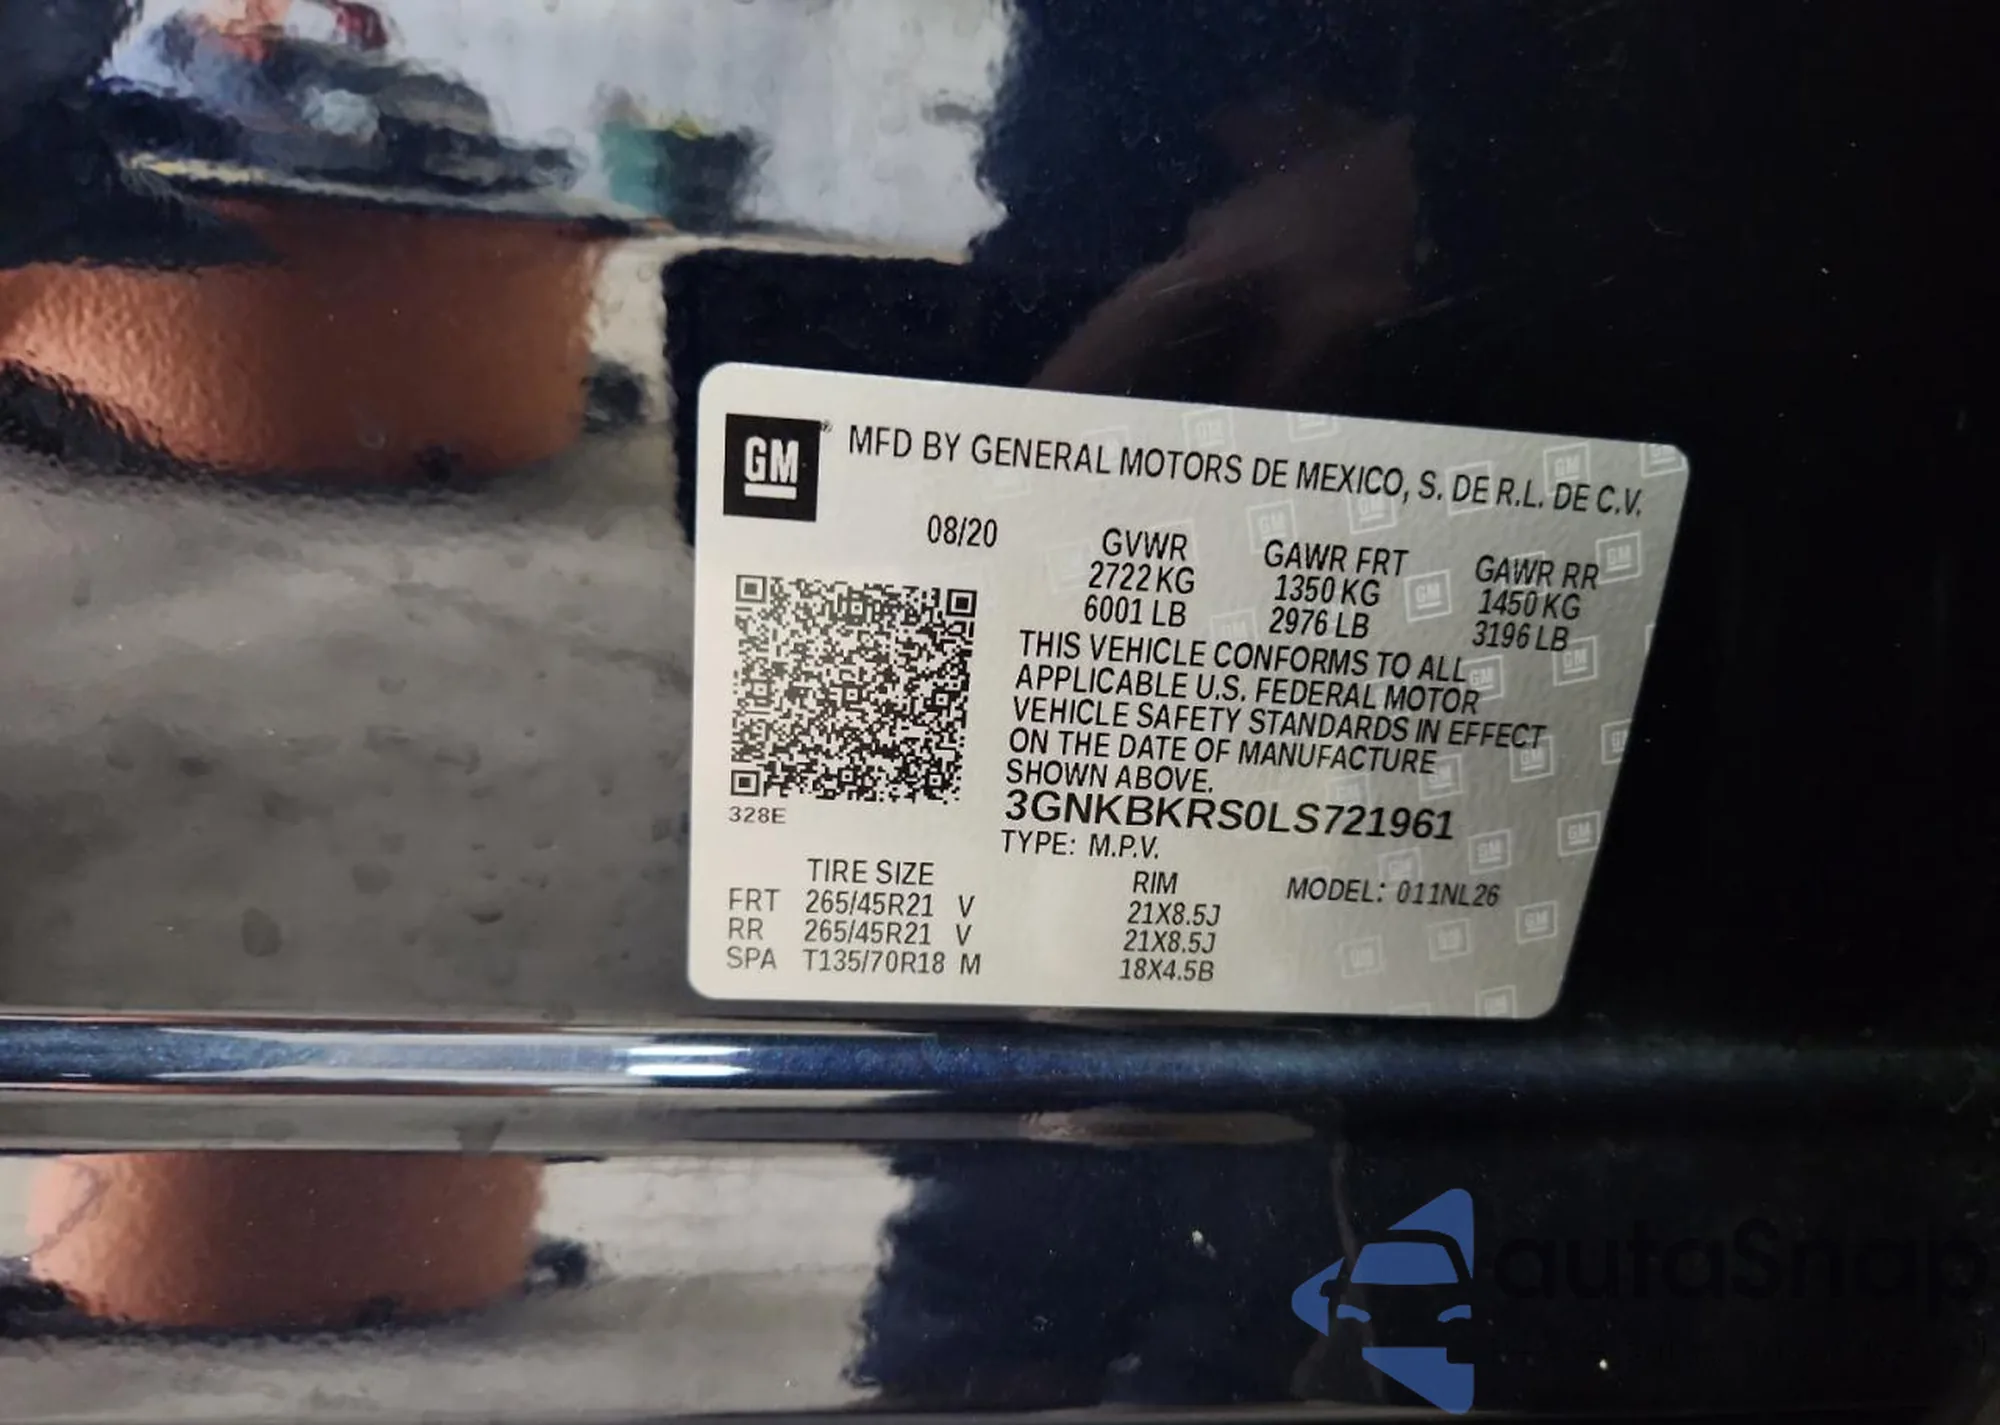 GM
MFD BY GENERAL MOTORS DE MEXICO, S. DE R.L. DE C.V.
08/20
GVWR GAWR FRT GAWR RR
2722 KG 1350 KG 1450 KG
6001 LB 2976 LB 3196 LB
THIS VEHICLE CONFORMS TO ALL
APPLICABLE U.S. FEDERAL MOTOR
VEHICLE SAFETY STANDARDS IN EFFECT
ON THE DATE OF MANUFACTURE
SHOWN ABOVE.
3GNKBKRS0LS721961
328E
TYPE: M.P.V.
TIRE SIZE RIM MODEL: 011NL26
FRT 265/45R21 V 21X8.5J
RR 265/45R21 V 21X8.5J
SPA T135/70R18 M 18X4.5B
autaSnap